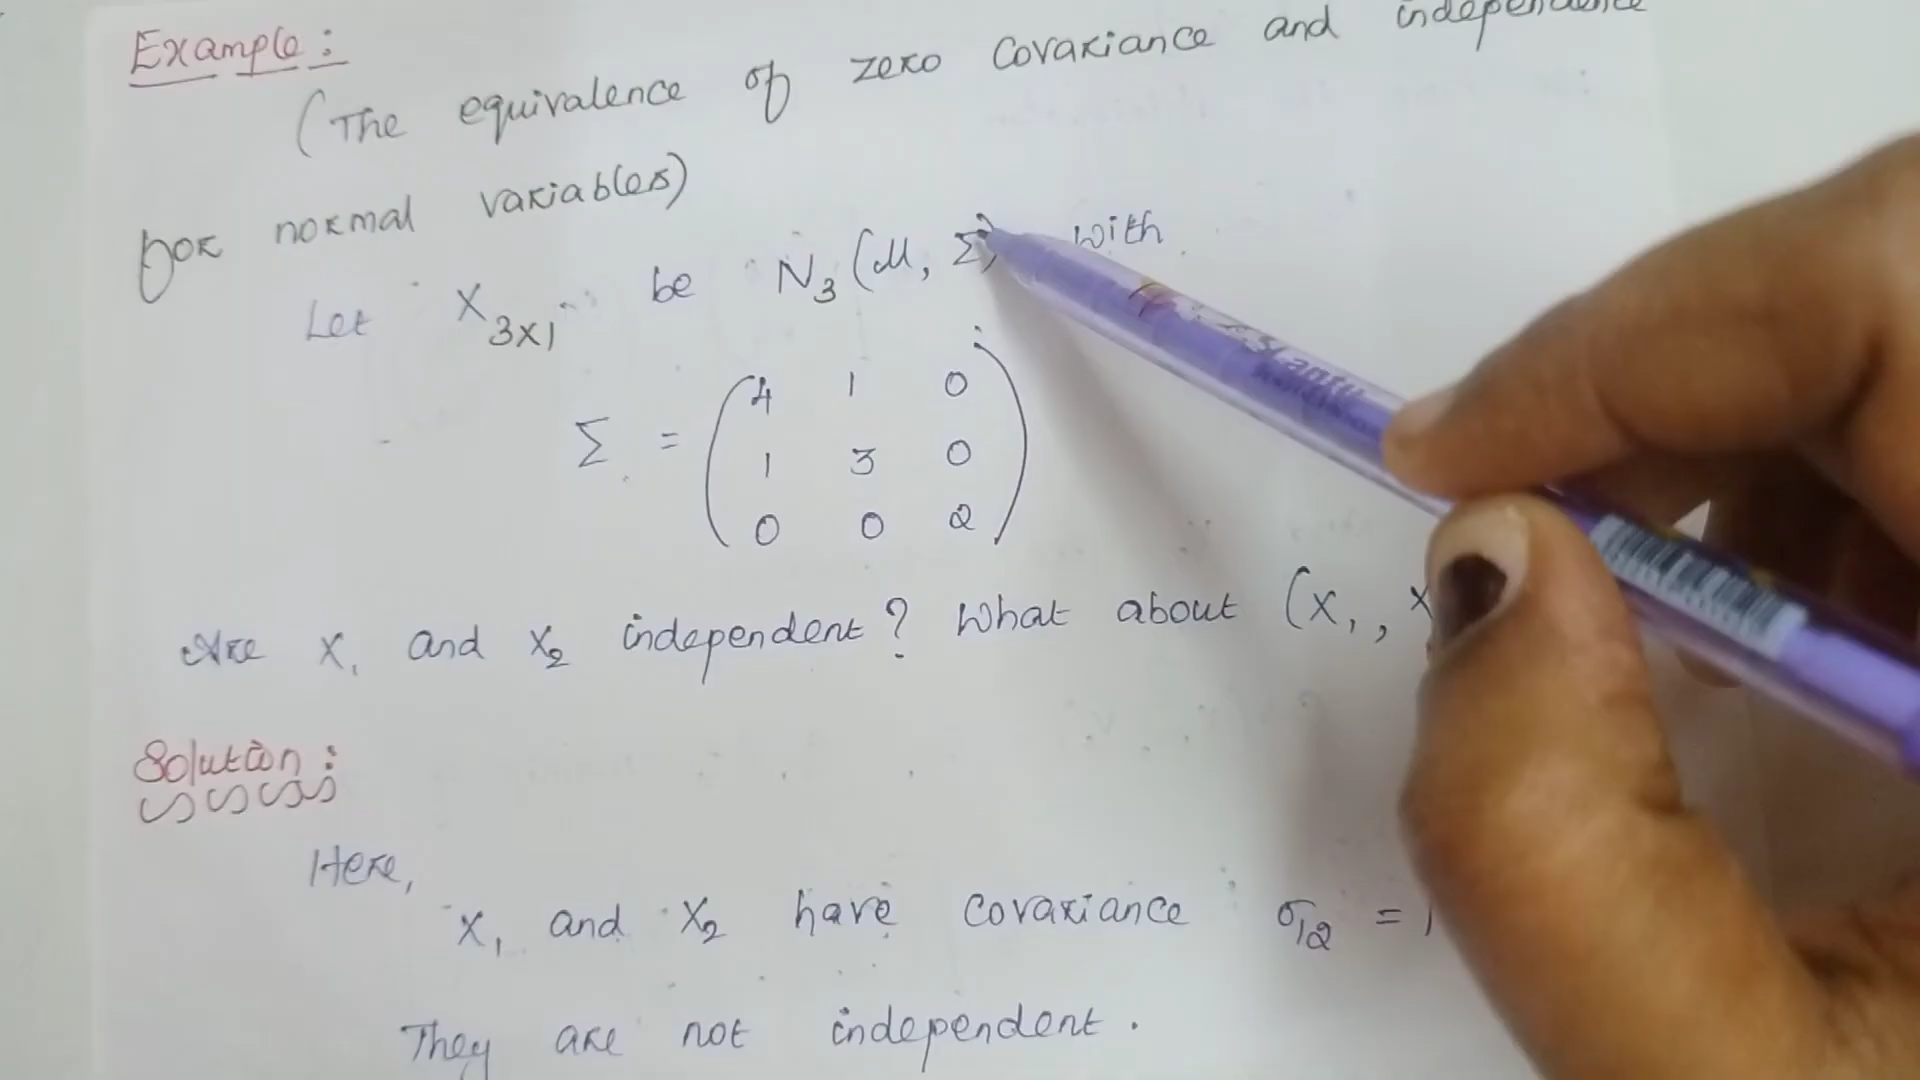 Example:
(The equivalence of zero covariance and independence
for normal variables)
Let X3x1 be N3(μ, Σ) with
Σ = (4 1 0
1 3 0
0 0 2)
Are X1 and X2 independent? What about (X1, X
Solution:
Here,
X1 and X2 have covariance σ12 = 1
They are not independent.